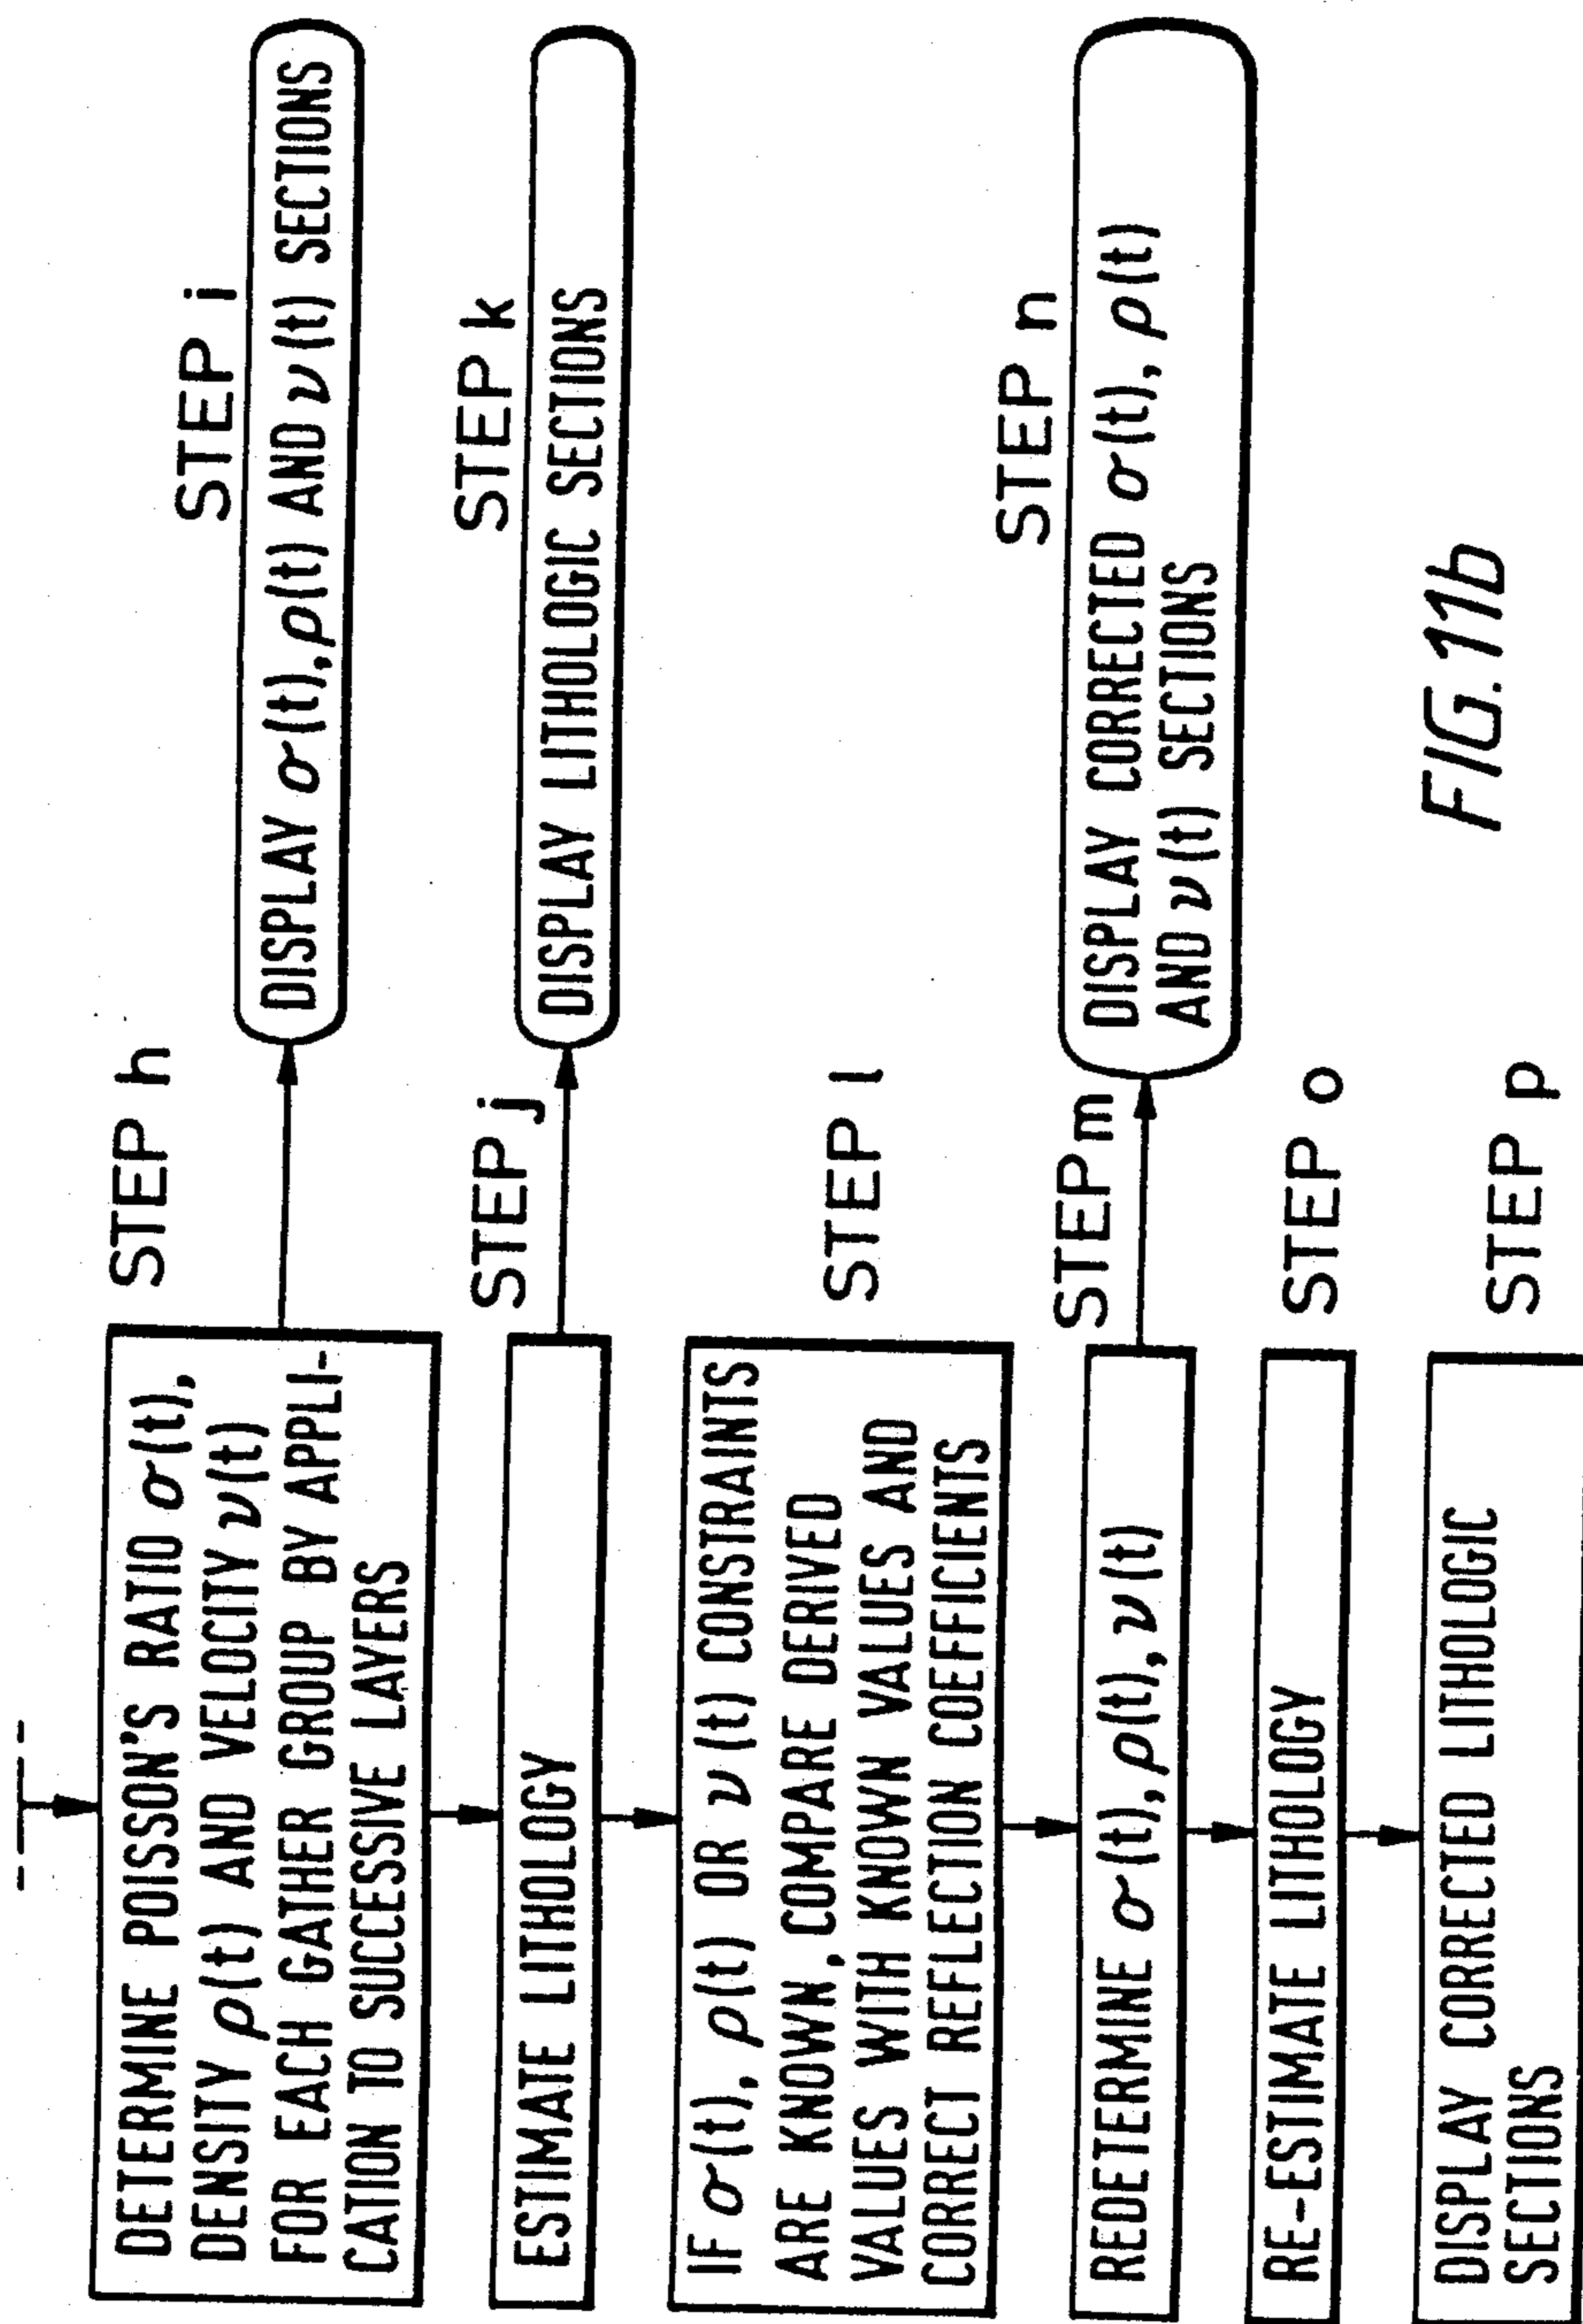 STEP h
DETERMINE POISSON'S RATIO σ(t),
DENSITY ρ(t) AND VELOCITY ν(t)
FOR EACH GATHER GROUP BY APPLI-
CATION TO SUCCESSIVE LAYERS
STEP i
DISPLAY σ(t), ρ(t) AND ν(t) SECTIONS
STEP j
ESTIMATE LITHOLOGY
STEP k
DISPLAY LITHOLOGIC SECTIONS
STEP l
IF σ(t), ρ(t) OR ν(t) CONSTRAINTS
ARE KNOWN, COMPARE DERIVED
VALUES WITH KNOWN VALUES AND
CORRECT REFLECTION COEFFICIENTS
STEP m
REDETERMINE σ(t), ρ(t), ν(t)
STEP n
DISPLAY CORRECTED σ(t), ρ(t)
AND ν(t) SECTIONS
STEP o
RE-ESTIMATE LITHOLOGY
STEP p
DISPLAY CORRECTED LITHOLOGIC
SECTIONS
FIG. 11b